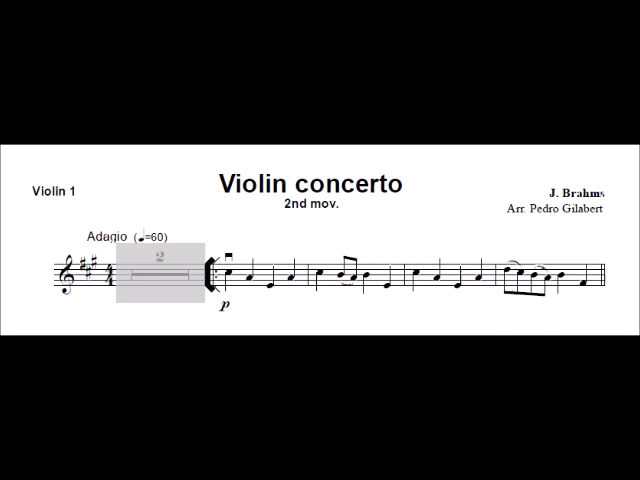 Violin concerto
Violin 1
J. Brahms
2nd mov.
Arr. Pedro Gilabert
Adagio (♩=60)
2
p